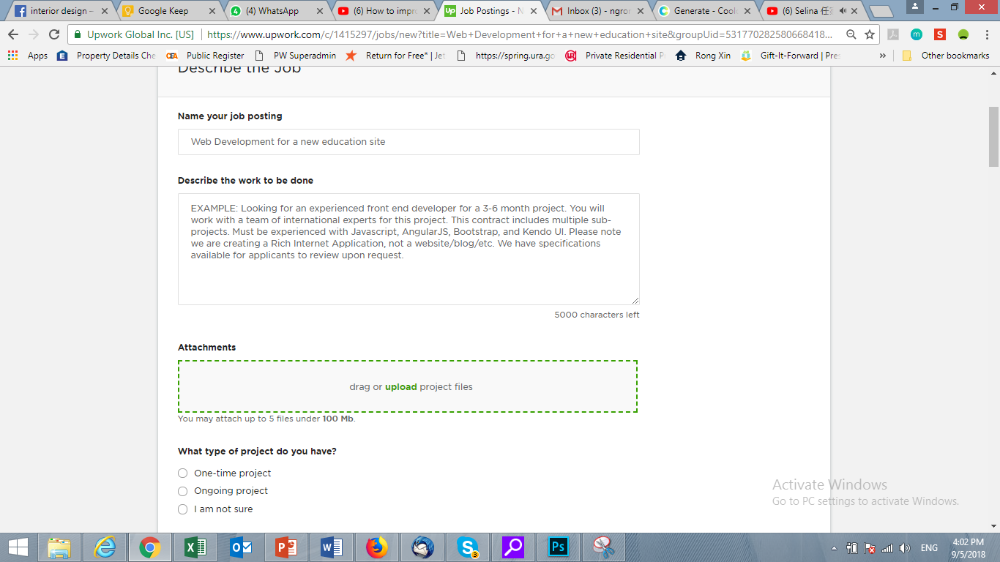 interior design –
Google Keep
(4) WhatsApp
(6) How to impro
Job Postings - N
Inbox (3) - ngror
Generate - Cool
(6) Selina 任
Upwork Global Inc. [US]
https://www.upwork.com/c/1415297/jobs/new?title=Web+Development+for+a+new+education+site&groupUid=531770282580668418...
Apps
Property Details Che
CEA
Public Register
PW Superadmin
Return for Free* | Jet
https://spring.ura.go
Private Residential P
Rong Xin
Gift-It-Forward | Pre
»
Other bookmarks
Describe the Job
Name your job posting
Web Development for a new education site
Describe the work to be done
EXAMPLE: Looking for an experienced front end developer for a 3-6 month project. You will
work with a team of international experts for this project. This contract includes multiple sub-
projects. Must be experienced with Javascript, AngularJS, Bootstrap, and Kendo UI. Please note
we are creating a Rich Internet Application, not a website/blog/etc. We have specifications
available for applicants to review upon request.
5000 characters left
Attachments
drag or upload project files
You may attach up to 5 files under 100 Mb.
What type of project do you have?
One-time project
Ongoing project
I am not sure
Activate Windows
Go to PC settings to activate Windows.
ENG
4:02 PM
9/5/2018